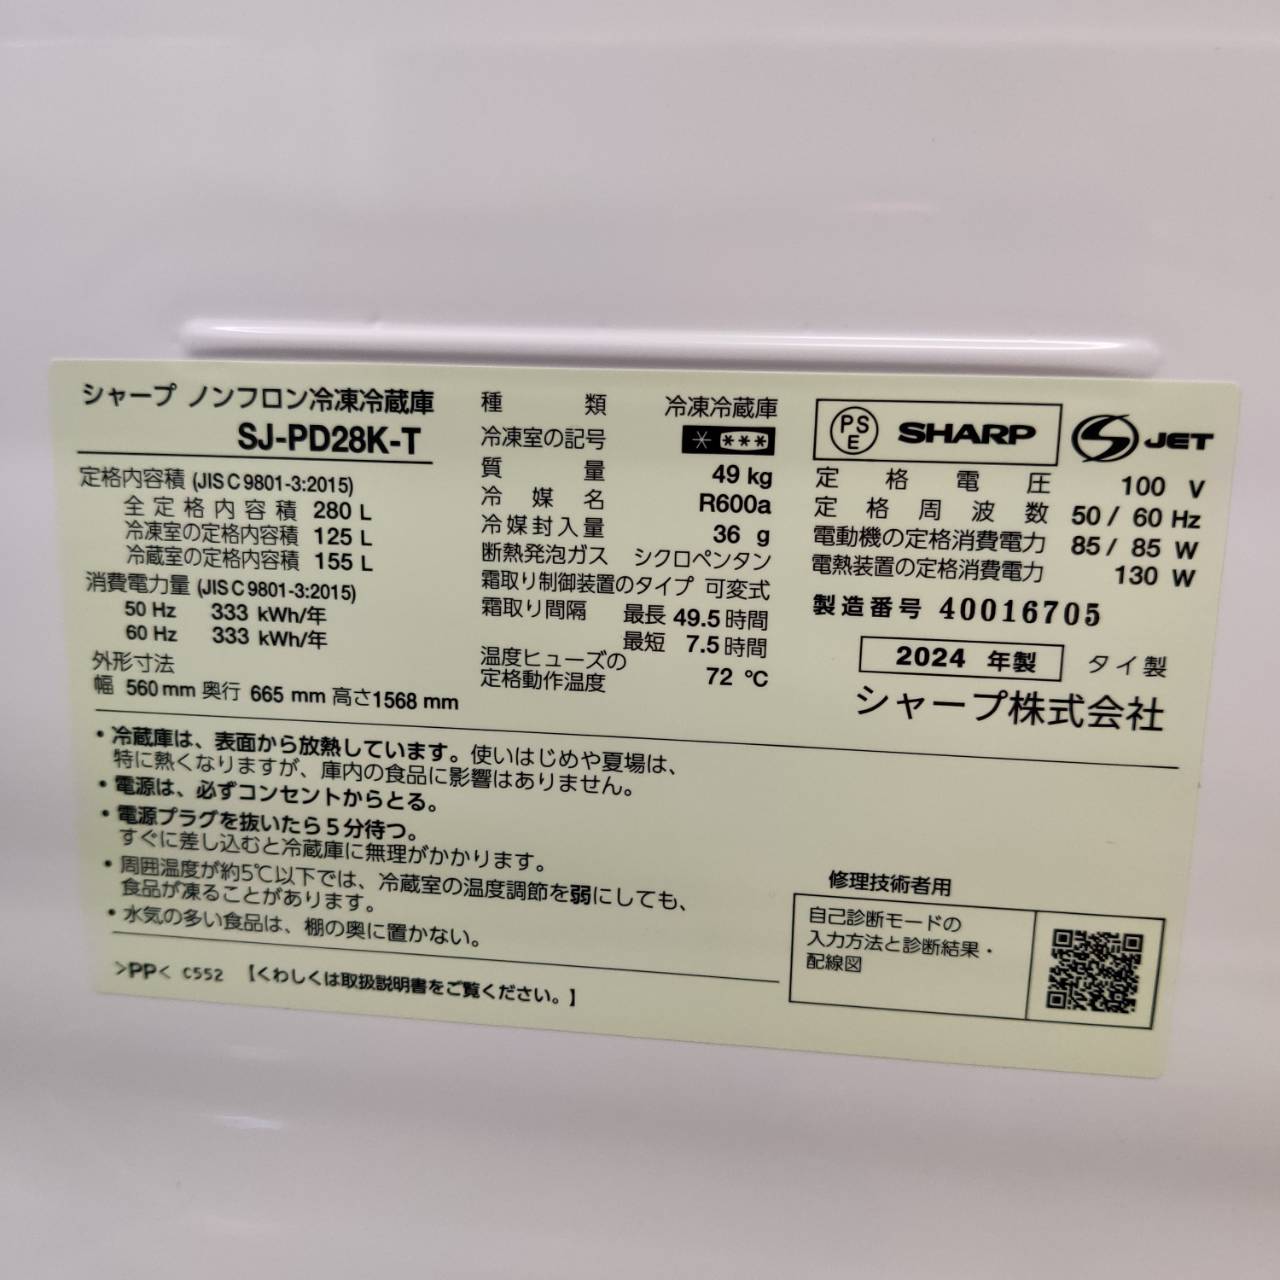 シャープ ノンフロン冷凍冷蔵庫
SJ-PD28K-T
定格内容積 (JIS C 9801-3:2015)
全定格内容積 280 L
冷凍室の定格内容積 125 L
冷蔵室の定格内容積 155 L
消費電力量 (JIS C 9801-3:2015)
50 Hz 333 kWh/年
60 Hz 333 kWh/年
外形寸法
幅 560 mm 奥行 665 mm 高さ 1568 mm
種類 冷凍冷蔵庫
冷凍室の記号 * ***
質量 49 kg
冷媒名 R600a
冷媒封入量 36 g
断熱発泡ガス シクロペンタン
霜取り制御装置のタイプ 可変式
霜取り間隔 最長 49.5 時間
最短 7.5 時間
温度ヒューズの
定格動作温度 72 ℃
PSE SHARP JET
定格電圧 100 V
定格周波数 50 / 60 Hz
電動機の定格消費電力 85 / 85 W
電熱装置の定格消費電力 130 W
製造番号 40016705
2024 年製 タイ製
シャープ株式会社
・冷蔵庫は、表面から放熱しています。使いはじめや夏場は、
特に熱くなりますが、庫内の食品に影響はありません。
・電源は、必ずコンセントからとる。
・電源プラグを抜いたら5分待つ。
すぐに差し込むと冷蔵庫に無理がかかります。
・周囲温度が約5℃以下では、冷蔵室の温度調節を弱にしても、
食品が凍ることがあります。
・水気の多い食品は、棚の奥に置かない。
>PP< C552 【くわしくは取扱説明書をご覧ください。】
修理技術者用
自己診断モードの
入力方法と診断結果・
配線図